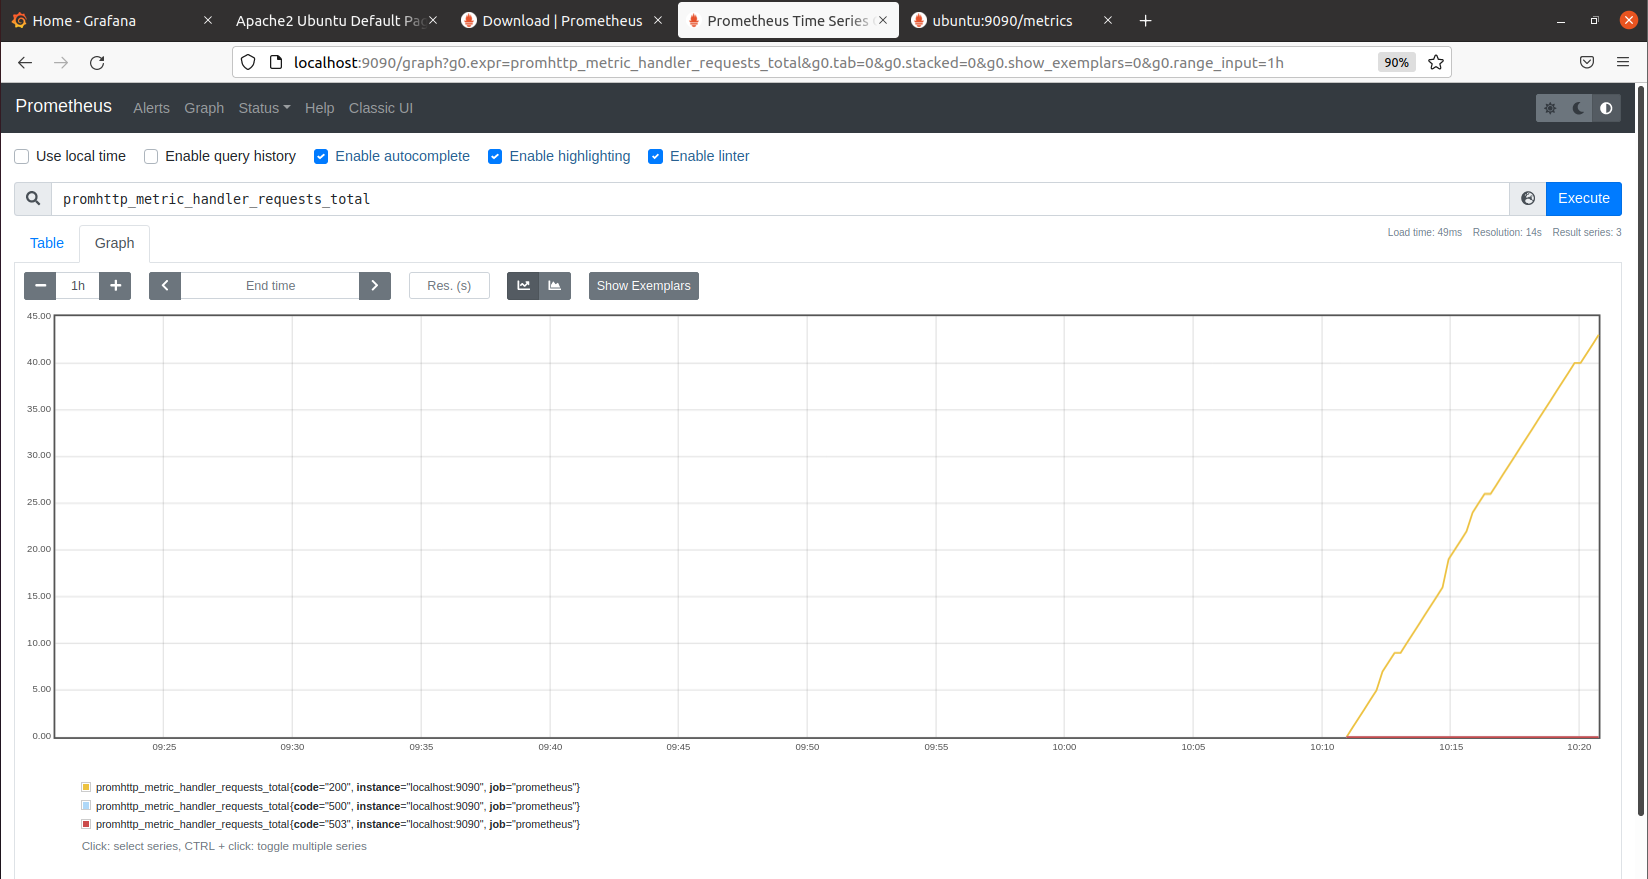 Home - Grafana
Apache2 Ubuntu Default Pa
Download | Prometheus
Prometheus Time Series
ubuntu:9090/metrics
localhost:9090/graph?g0.expr=promhttp_metric_handler_requests_total&g0.tab=0&g0.stacked=0&g0.show_exemplars=0&g0.range_input=1h
90%
Prometheus Alerts Graph Status Help Classic UI
Use local time Enable query history Enable autocomplete Enable highlighting Enable linter
promhttp_metric_handler_requests_total
Execute
Table Graph
Load time: 49ms Resolution: 14s Result series: 3
1h End time Res. (s) Show Exemplars
45.00
40.00
35.00
30.00
25.00
20.00
15.00
10.00
5.00
0.00
09:25 09:30 09:35 09:40 09:45 09:50 09:55 10:00 10:05 10:10 10:15 10:20
promhttp_metric_handler_requests_total{code="200", instance="localhost:9090", job="prometheus"}
promhttp_metric_handler_requests_total{code="500", instance="localhost:9090", job="prometheus"}
promhttp_metric_handler_requests_total{code="503", instance="localhost:9090", job="prometheus"}
Click: select series, CTRL + click: toggle multiple series